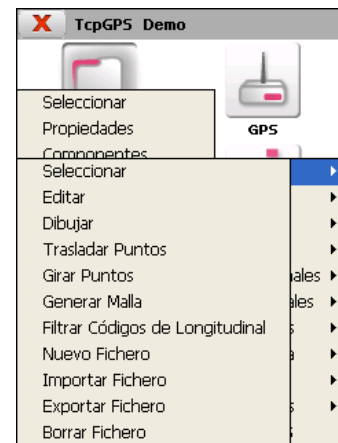 X TcpGPS Demo
Seleccionar
Propiedades
GPS
Componentes
Seleccionar
Editar
Dibujar
Trasladar Puntos
Girar Puntos
Generar Malla
Filtrar Códigos de Longitudinal
Nuevo Fichero
Importar Fichero
Exportar Fichero
Borrar Fichero